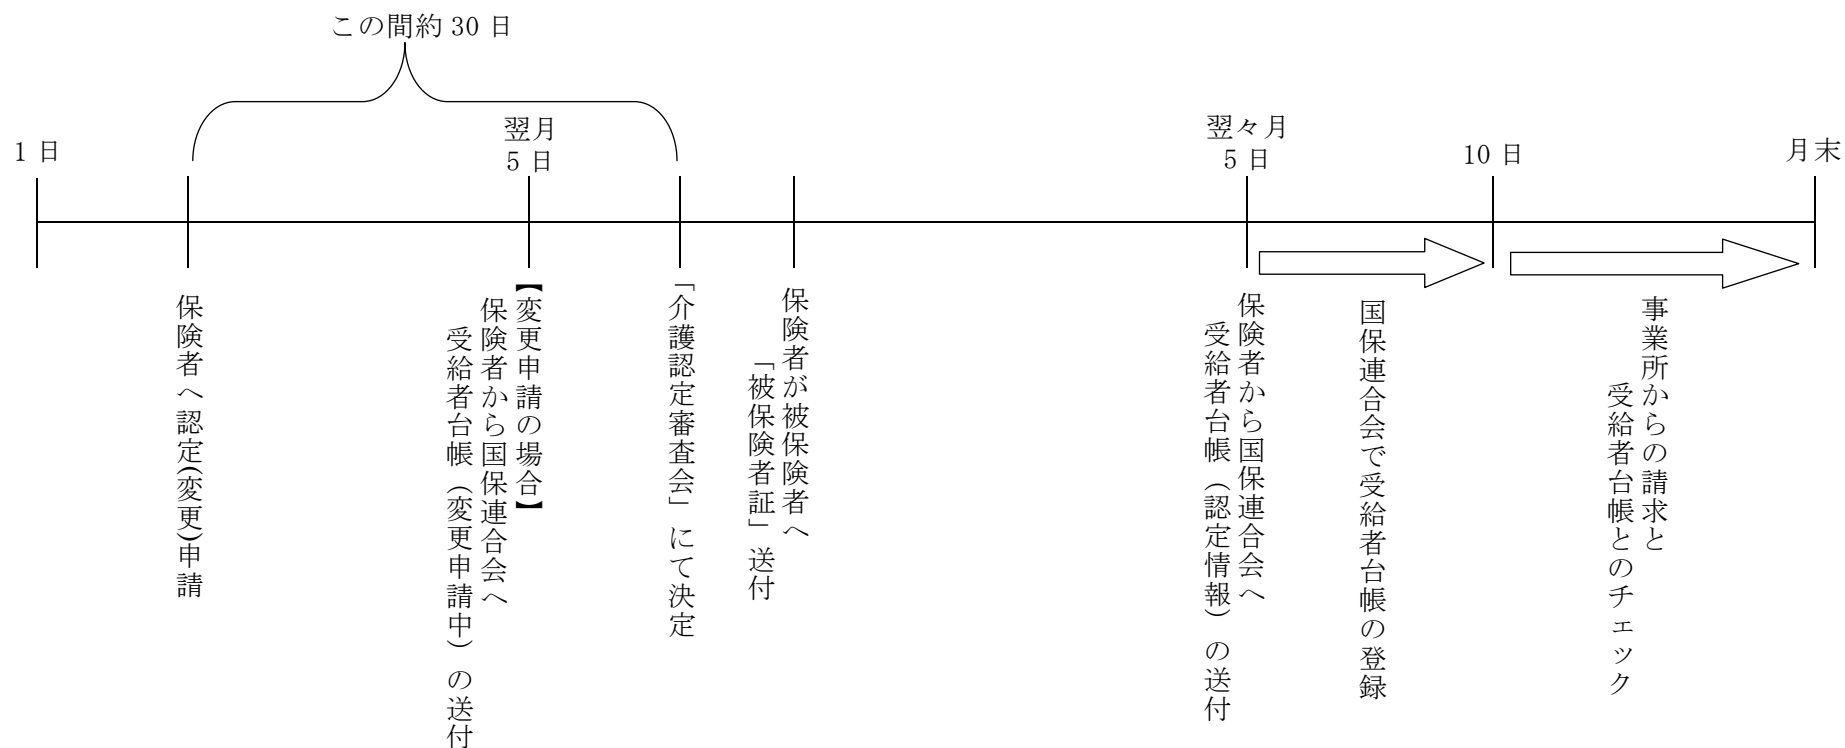 この間約 30 日
1 日
翌月
5 日
翌々月
5 日
10 日
月末
保険者へ認定(変更)申請
【変更申請の場合】
保険者から国保連合会へ
受給者台帳（変更申請中）の送付
「介護認定審査会」にて決定
保険者が被保険者へ
「被保険者証」送付
保険者から国保連合会へ
受給者台帳（認定情報）の送付
国保連合会で受給者台帳の登録
事業所からの請求と
受給者台帳とのチェック